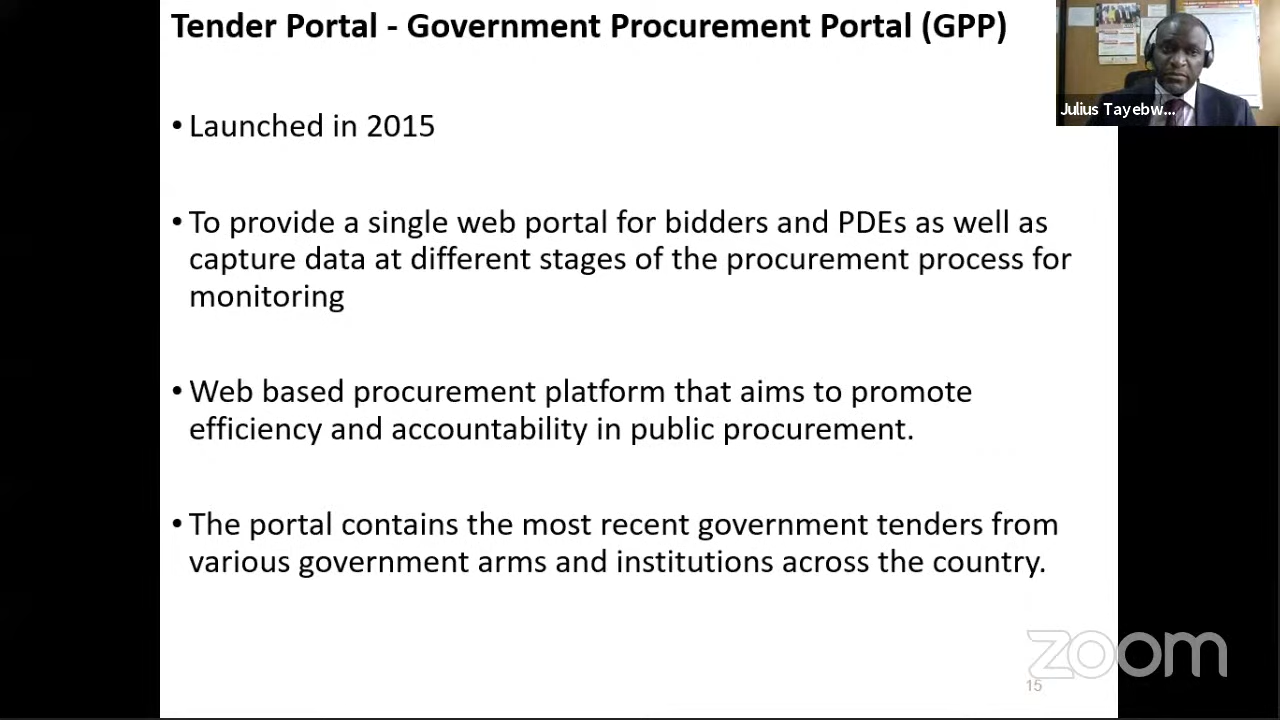 Tender Portal - Government Procurement Portal (GPP)
Julius Tayebw...
• Launched in 2015
• To provide a single web portal for bidders and PDEs as well as
capture data at different stages of the procurement process for
monitoring
• Web based procurement platform that aims to promote
efficiency and accountability in public procurement.
• The portal contains the most recent government tenders from
various government arms and institutions across the country.
zoom
15